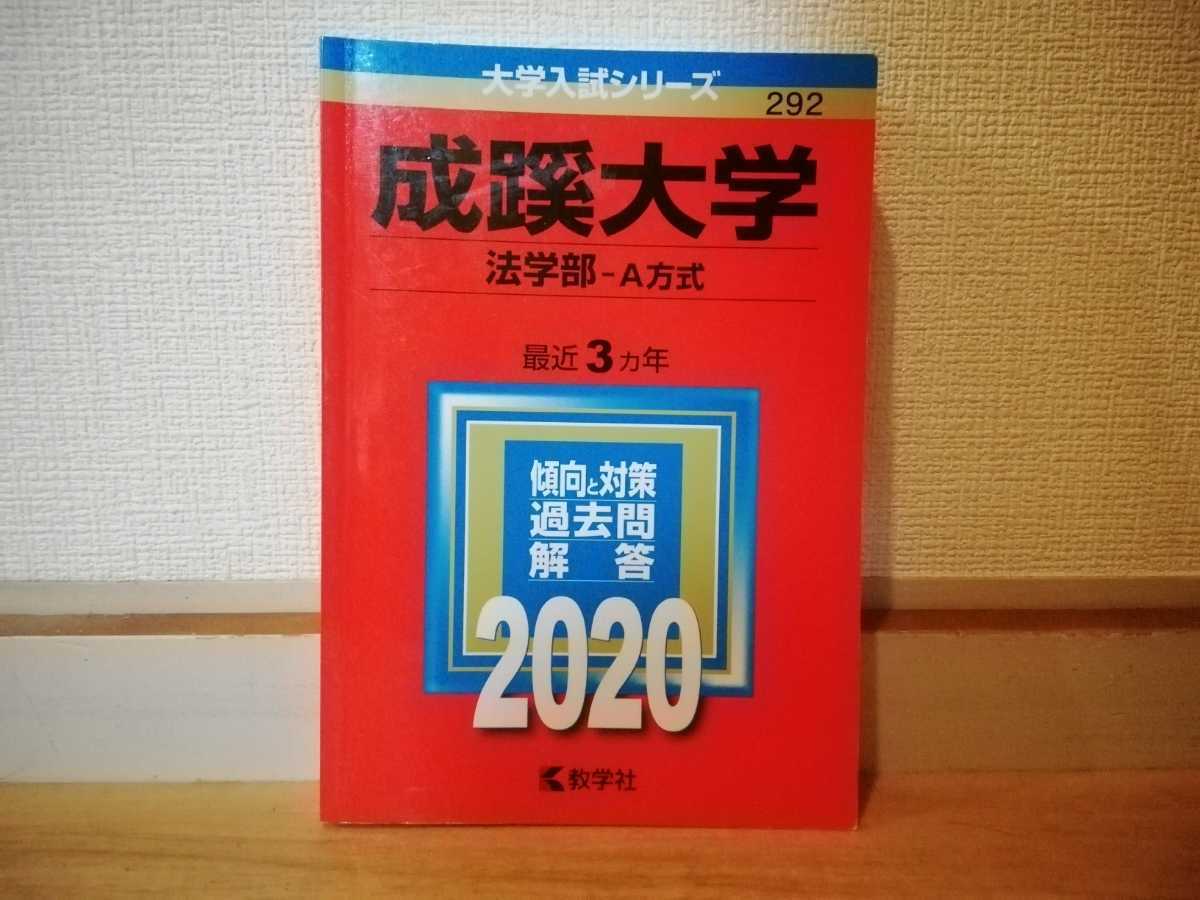 大学入試シリーズ
292
成蹊大学
法学部-A方式
最近3カ年
傾向と対策
過去問
解答
2020
教学社